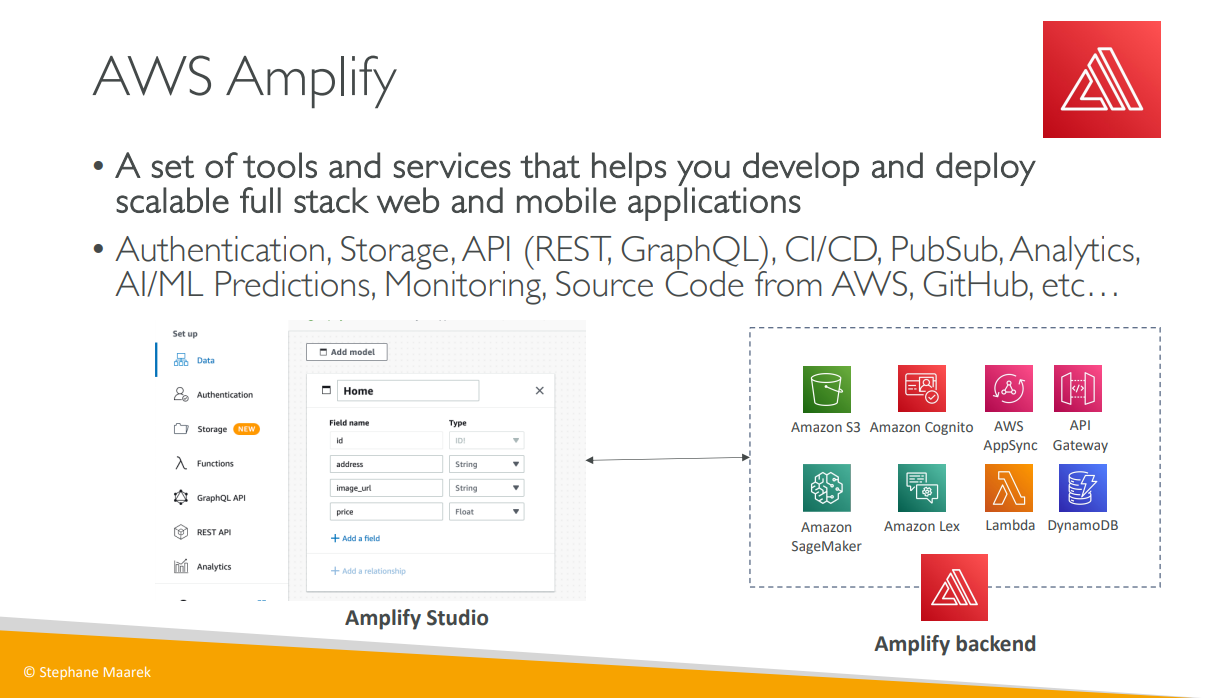 AWS Amplify
• A set of tools and services that helps you develop and deploy
scalable full stack web and mobile applications
• Authentication, Storage, API (REST, GraphQL), CI/CD, PubSub, Analytics,
AI/ML Predictions, Monitoring, Source Code from AWS, GitHub, etc…
Set up
Data
Authentication
Storage NEW
Functions
GraphQL API
REST API
Analytics
Add model
Home
Field name Type
id ID!
address String
image_url String
price Float
+ Add a field
+ Add a relationship
Amplify Studio
Amazon S3 Amazon Cognito AWS
AppSync API
Gateway
Amazon
SageMaker Amazon Lex Lambda DynamoDB
Amplify backend
© Stephane Maarek